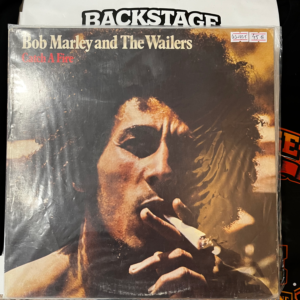 BACKSTAGE
Bob Marley and The Wailers
Catch A Fire